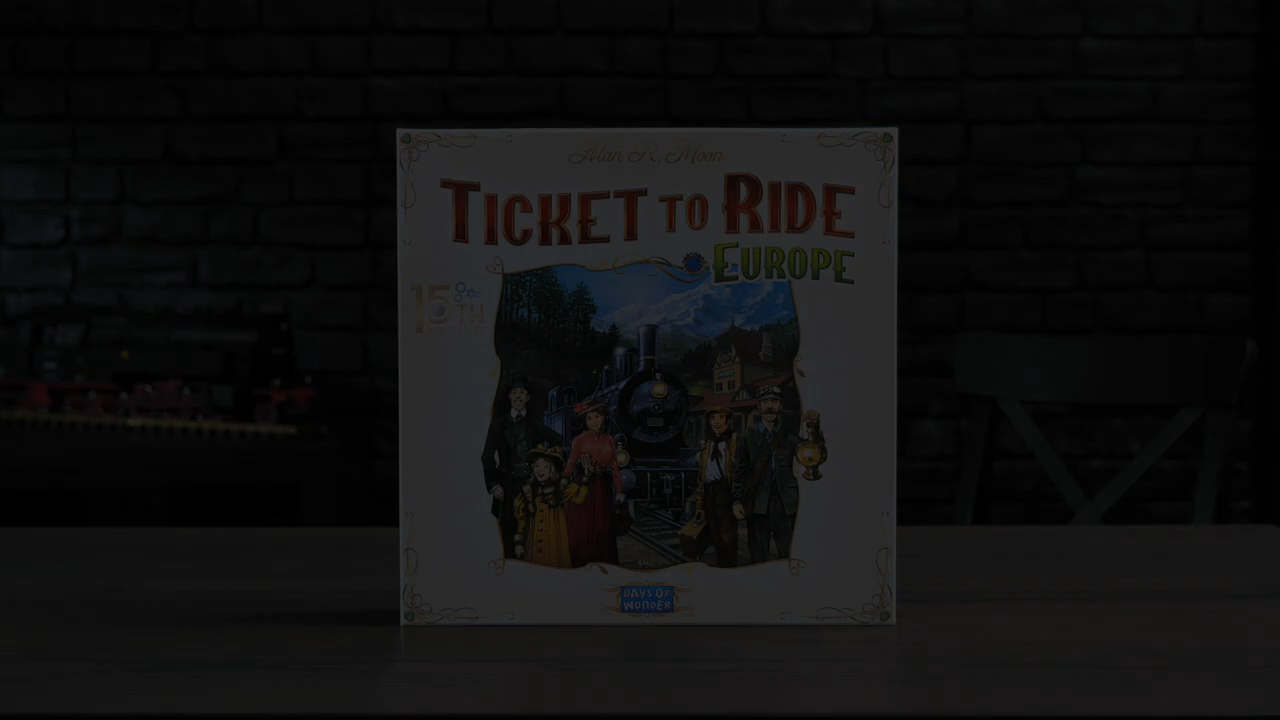 Alan R. Moon
TICKET TO RIDE
EUROPE
15TH
DAYS OF
WONDER